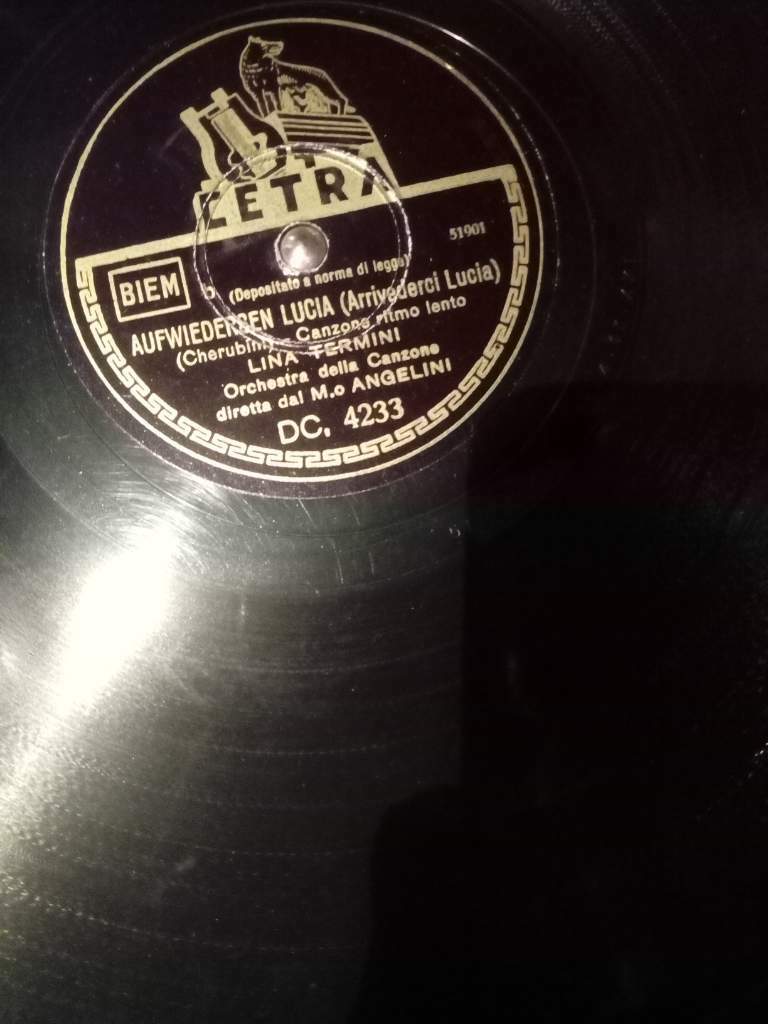 CETRA
51901
BIEM
(Depositato a norma di legge)
AUFWIEDERSEN LUCIA (Arrivederci Lucia)
(Cherubini) - Canzone ritmo lento
LINA TERMINI
Orchestra della Canzone
diretta dal M.o ANGELINI
DC. 4233